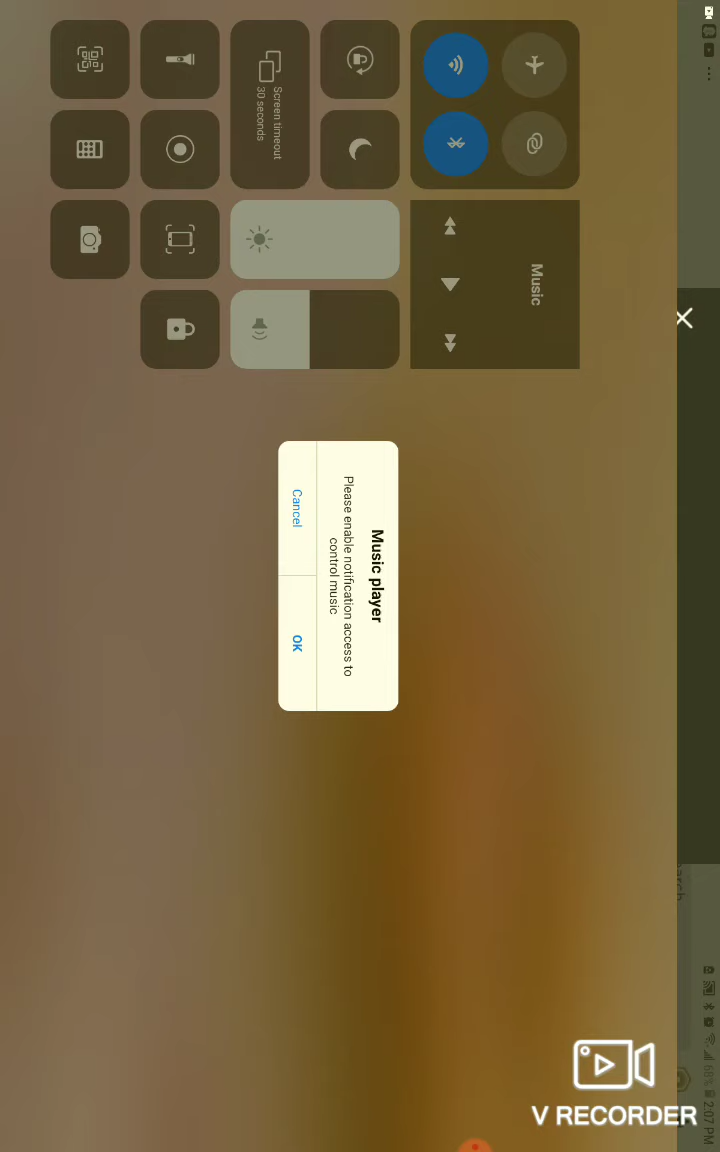 68% 2:07 PM
Music
Screen timeout
30 seconds
Music player
Please enable notification access to
control music
Cancel
OK
V RECORDER